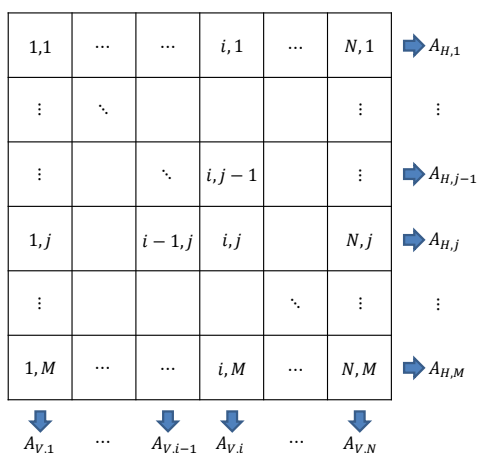 1,1 ⋯ ⋯ i, 1 ⋯ N, 1 A_{H,1}
⋮ ⋱ ⋮ ⋮
⋮ ⋱ i, j − 1 ⋮ A_{H,j−1}
1, j i − 1, j i, j N, j A_{H,j}
⋮ ⋱ ⋮ ⋮
1, M ⋯ ⋯ i, M ⋯ N, M A_{H,M}
A_{V,1} ⋯ A_{V,i−1} A_{V,i} ⋯ A_{V,N}